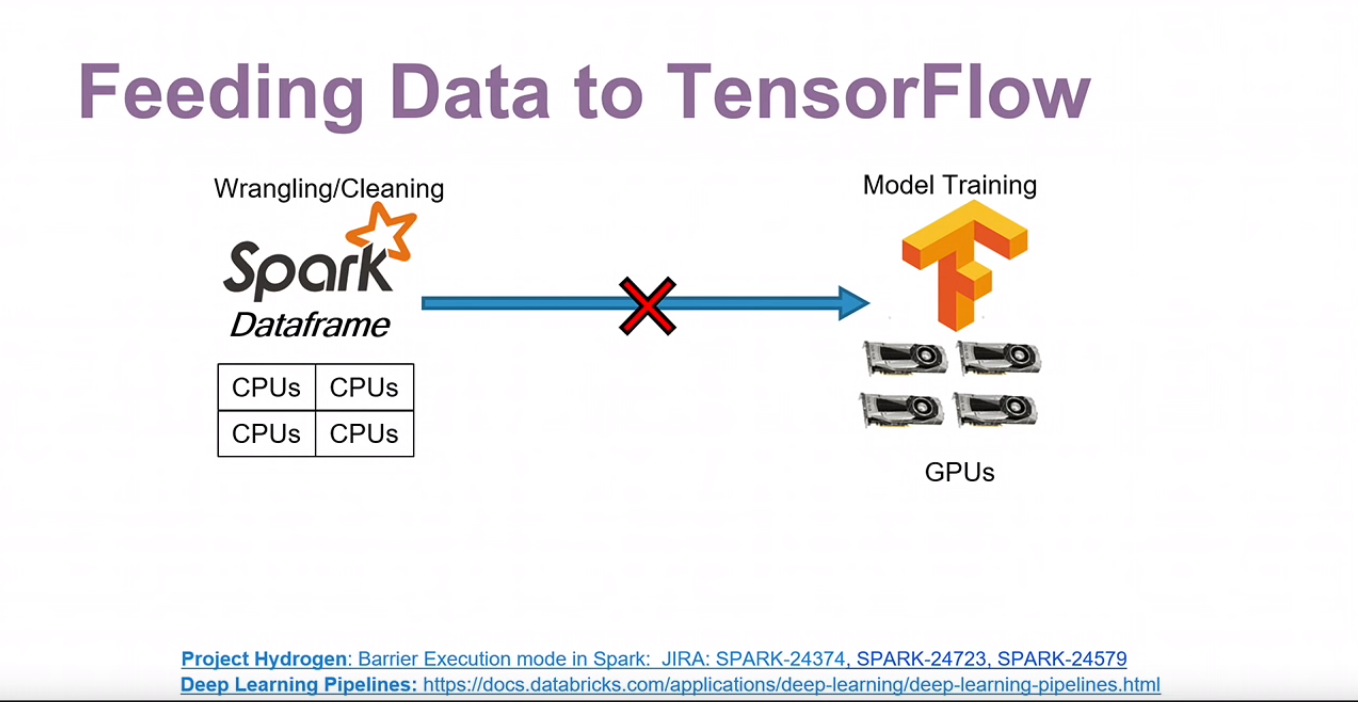 Feeding Data to TensorFlow
Wrangling/Cleaning
Model Training
Spark
Dataframe
CPUs CPUs
CPUs CPUs
GPUs
Project Hydrogen: Barrier Execution mode in Spark: JIRA: SPARK-24374, SPARK-24723, SPARK-24579
Deep Learning Pipelines: https://docs.databricks.com/applications/deep-learning/deep-learning-pipelines.html